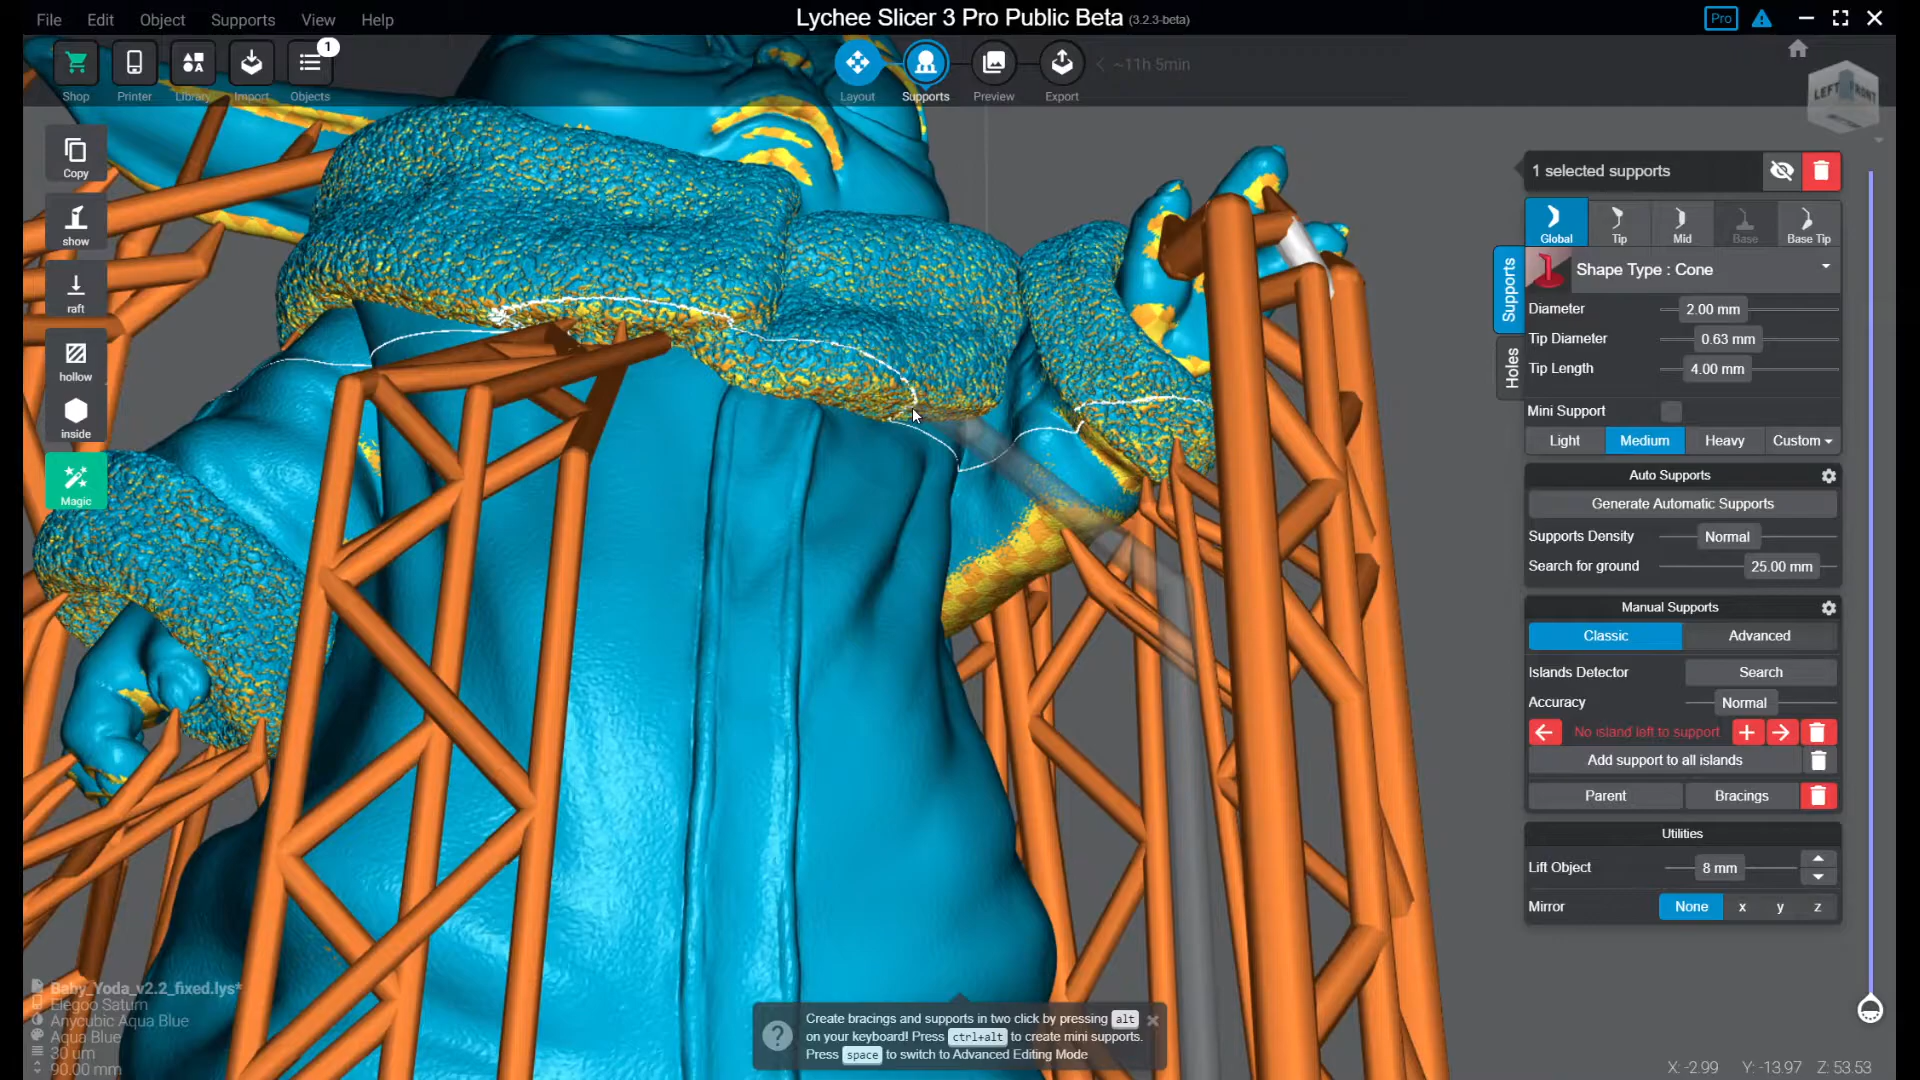 File Edit Object Supports View Help
Lychee Slicer 3 Pro Public Beta (3.2.3-beta)
Pro
1
Shop Printer Library Import Objects
Layout Supports Preview Export
~11h 5min
LEFT FRONT
Copy
show
raft
hollow
inside
Magic
1 selected supports
Global Tip Mid Base Base Tip
Supports
Holes
Shape Type : Cone
Diameter 2.00 mm
Tip Diameter 0.63 mm
Tip Length 4.00 mm
Mini Support
Light Medium Heavy Custom
Auto Supports
Generate Automatic Supports
Supports Density Normal
Search for ground 25.00 mm
Manual Supports
Classic Advanced
Islands Detector Search
Accuracy Normal
No island left to support
Add support to all islands
Parent Bracings
Utilities
Lift Object 8 mm
Mirror None x y z
Baby_Yoda_v2.2_fixed.lys*
Elegoo Saturn
Anycubic Aqua Blue
Aqua Blue
30 um
90.00 mm
Create bracings and supports in two click by pressing alt
on your keyboard! Press ctrl+alt to create mini supports.
Press space to switch to Advanced Editing Mode
X: -2.99 Y: -13.97 Z: 53.53